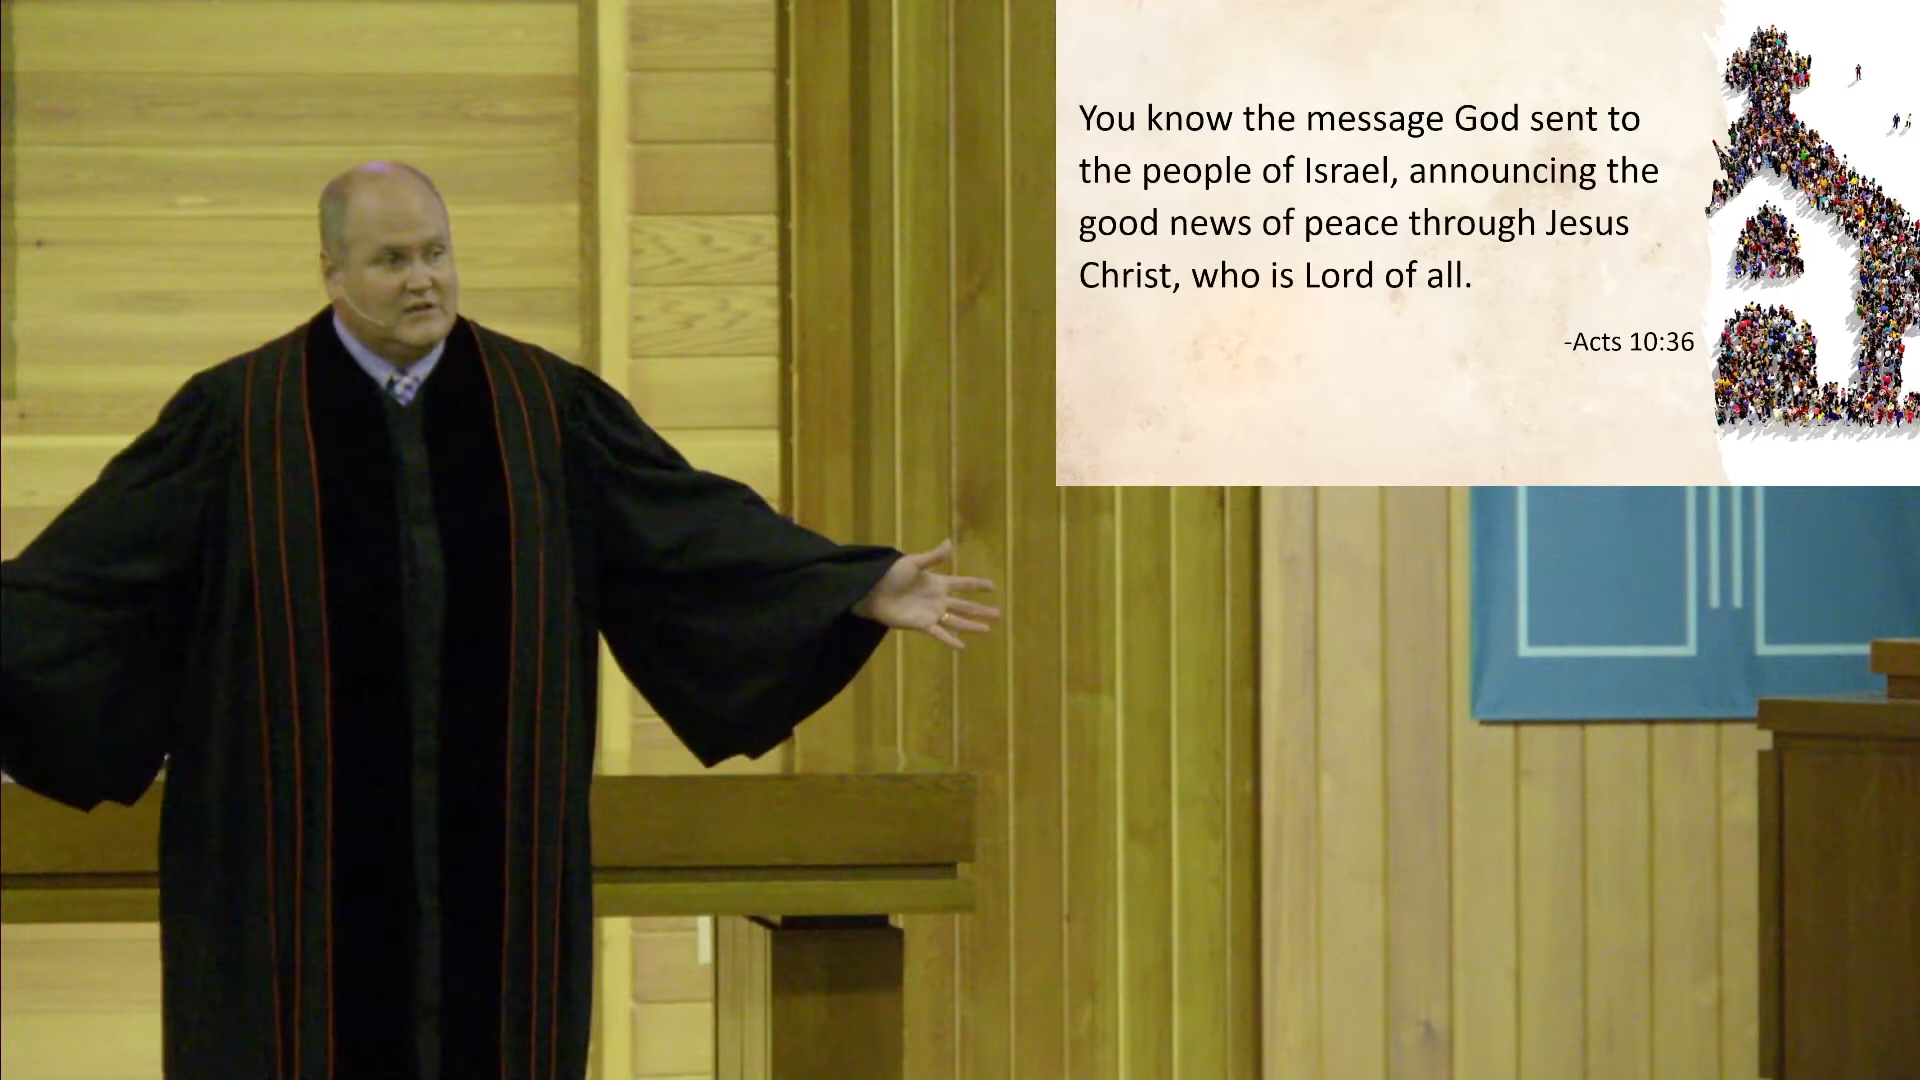 You know the message God sent to
the people of Israel, announcing the
good news of peace through Jesus
Christ, who is Lord of all.
-Acts 10:36